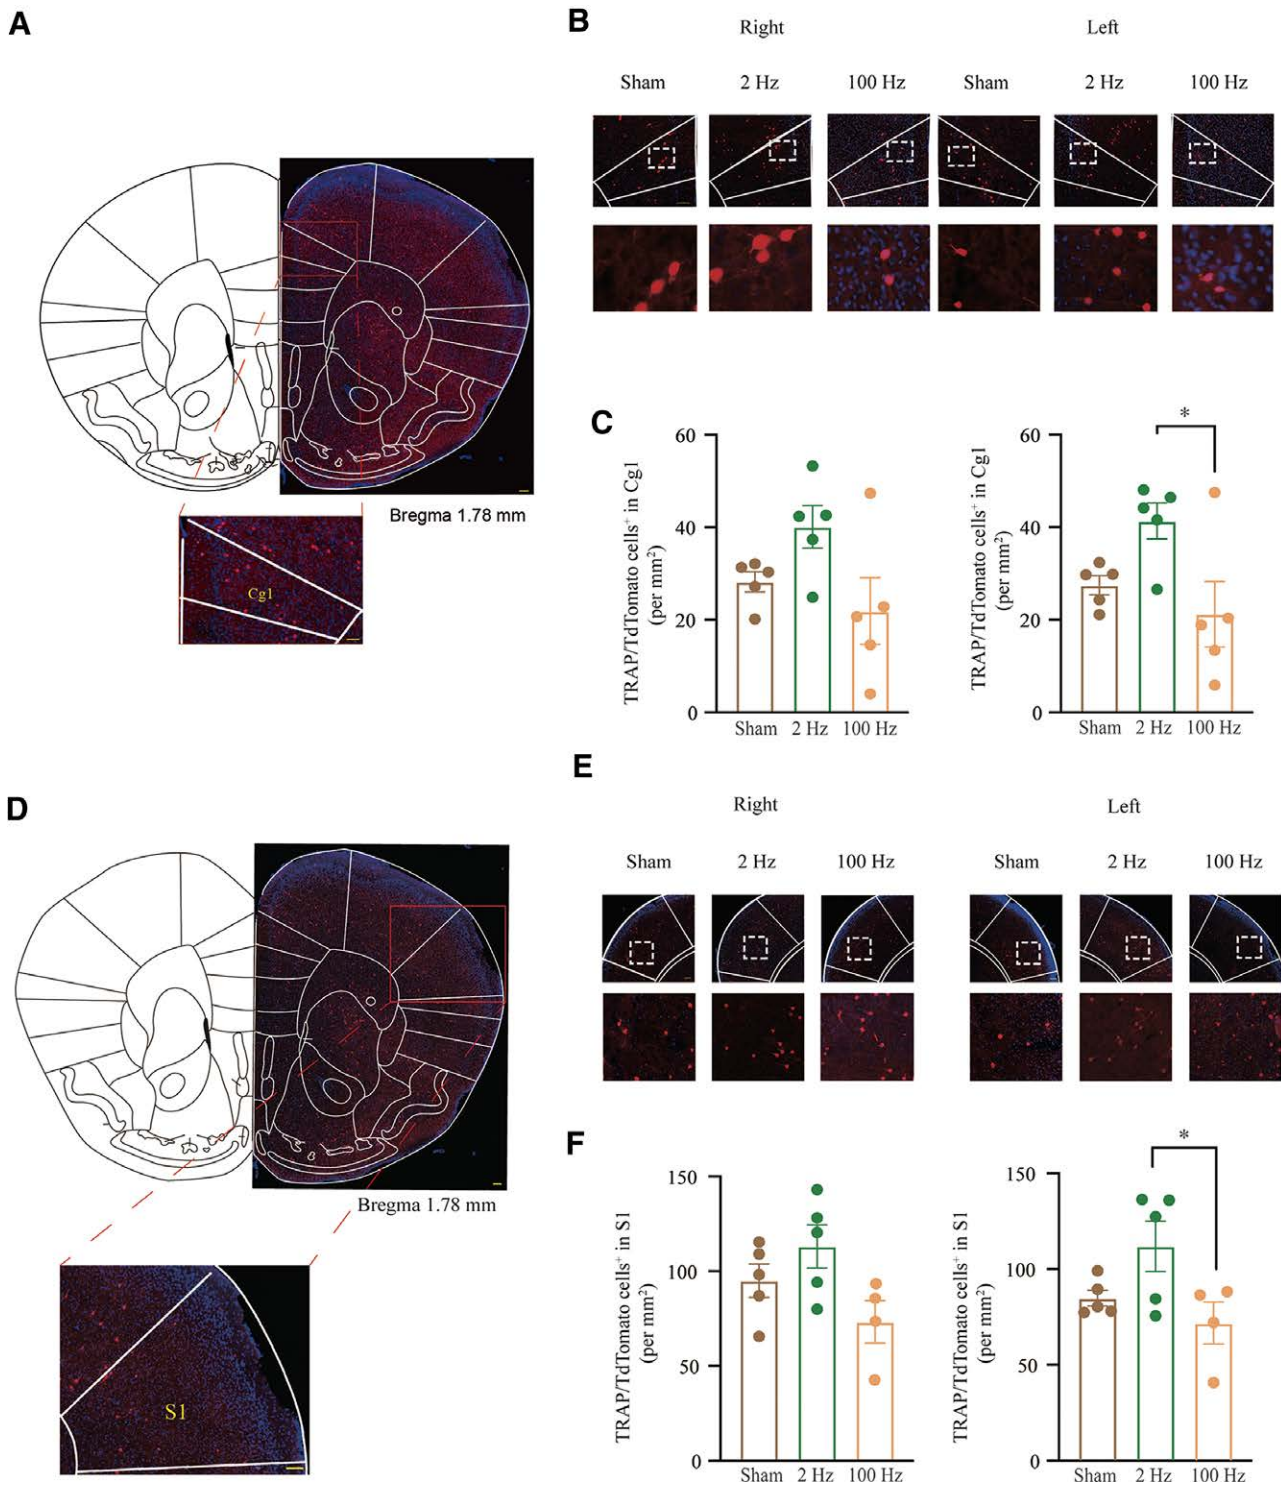 A
Bregma 1.78 mm
Cg1
B
Right Left
Sham 2 Hz 100 Hz Sham 2 Hz 100 Hz
C
TRAP/TdTomato cells⁺ in Cg1
(per mm²)
60
40
20
0
Sham 2 Hz 100 Hz
TRAP/TdTomato cells⁺ in Cg1
(per mm²)
60
40
20
0
*
Sham 2 Hz 100 Hz
D
Bregma 1.78 mm
S1
E
Right Left
Sham 2 Hz 100 Hz Sham 2 Hz 100 Hz
F
TRAP/TdTomato cells⁺ in S1
(per mm²)
150
100
50
0
Sham 2 Hz 100 Hz
TRAP/TdTomato cells⁺ in S1
(per mm²)
150
100
50
0
*
Sham 2 Hz 100 Hz